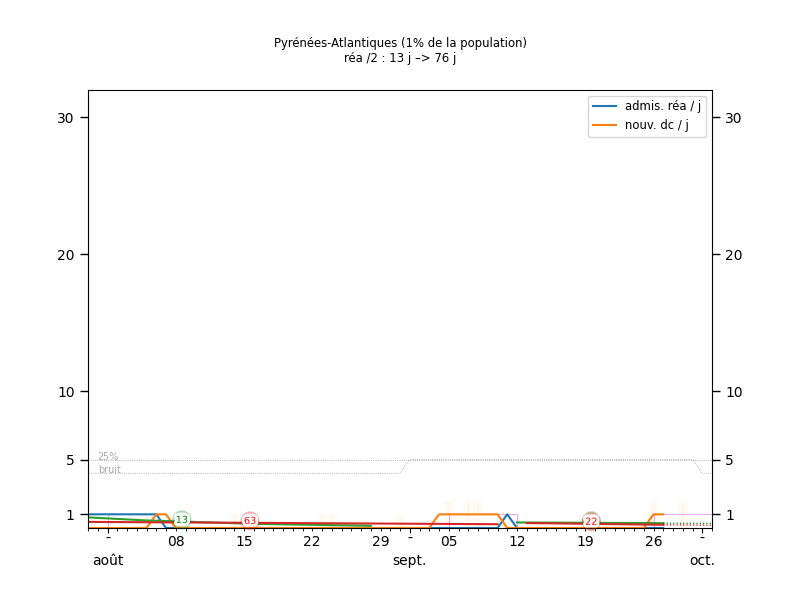 Pyrénées-Atlantiques (1% de la population)
réa /2 : 13 j –> 76 j
admis. réa / j
nouv. dc / j
30 30
20 20
10 10
25%
5 5
bruit
1 1
13 63 22
- 08 15 22 29 - 05 12 19 26 -
août sept. oct.